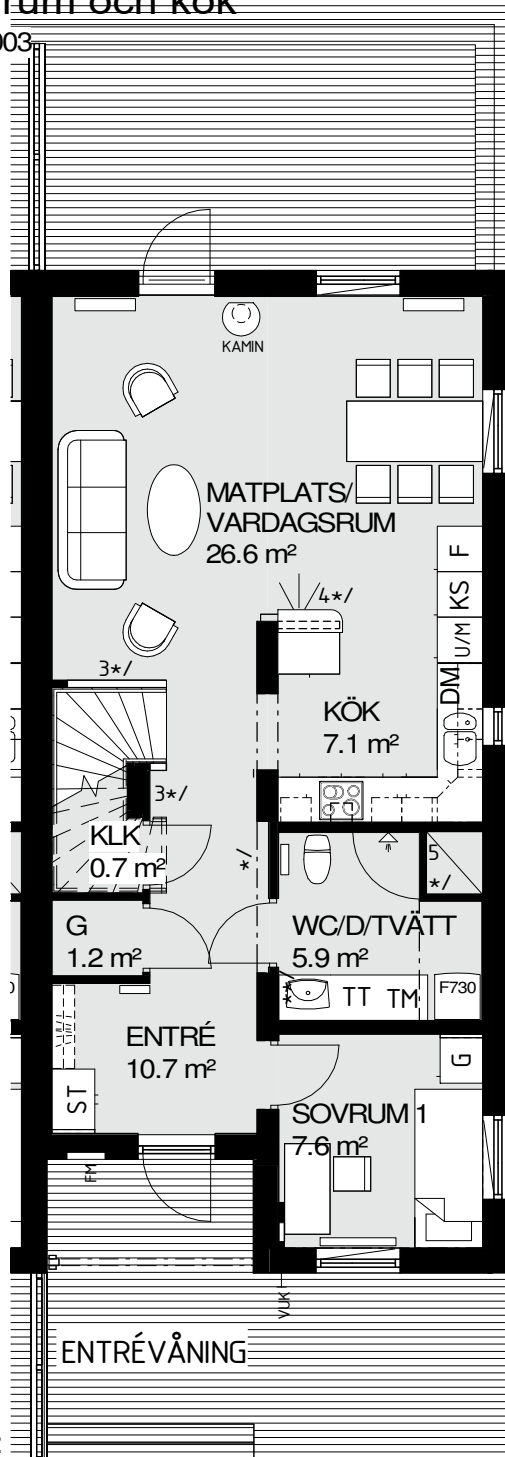 rum och kök
003
KAMIN
MATPLATS/
VARDAGSRUM
26.6 m²
F
KS
U/M
DM
4*/
3*/
KÖK
7.1 m²
3*/
KLK
0.7 m²
*/
5
*/
G
1.2 m²
WC/D/TVÄTT
5.9 m²
**
TT
TM
F730
ENTRÉ
10.7 m²
G
ST
SOVRUM 1
7.6 m²
FM
VUK
ENTRÉVÅNING